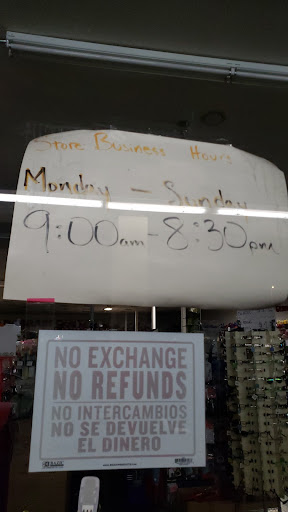 Store Business Hours
Monday - Sunday
9:00am - 8:30pm
NO EXCHANGE
NO REFUNDS
NO INTERCAMBIOS
NO SE DEVUELVE
EL DINERO